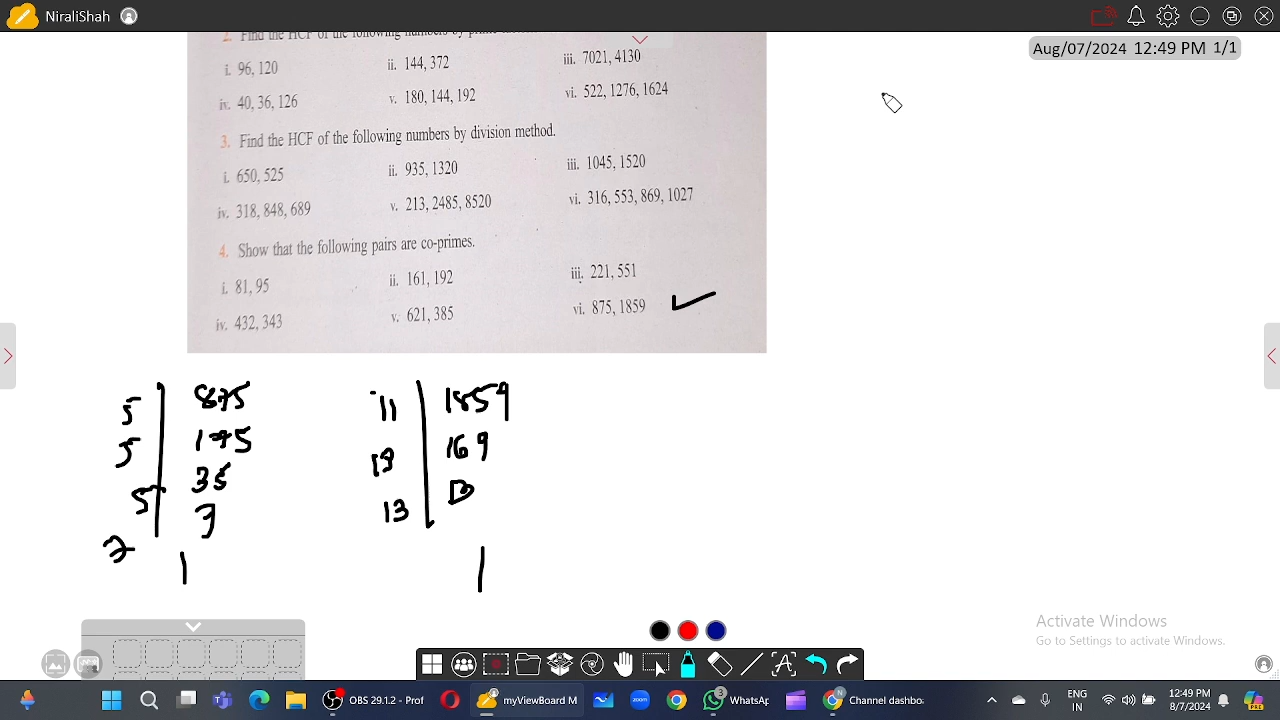 NiraliShah
Aug/07/2024 12:49 PM 1/1
2. Find the HCF of the following numbers by prime
i. 96, 120 ii. 144, 372 iii. 7021, 4130
iv. 40, 36, 126 v. 180, 144, 192 vi. 522, 1276, 1624
3. Find the HCF of the following numbers by division method.
i. 650, 525 ii. 935, 1320 iii. 1045, 1520
iv. 318, 848, 689 v. 213, 2485, 8520 vi. 316, 553, 869, 1027
4. Show that the following pairs are co-primes.
i. 81, 95 ii. 161, 192 iii. 221, 551
iv. 432, 343 v. 621, 385 vi. 875, 1859
5 875 11 1859
5 175 13 169
5 35 13 13
7 7
1 1
Activate Windows
Go to Settings to activate Windows.
OBS 29.1.2 - Prof
myViewBoard M
zoom
3
WhatsAp
Channel dashbo
ENG
IN
12:49 PM
8/7/2024